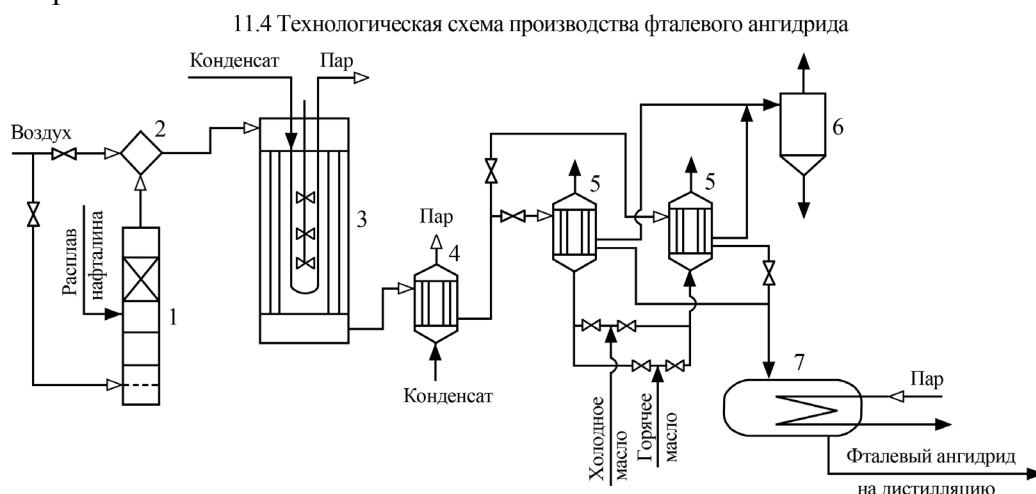 11.4 Технологическая схема производства фталевого ангидрида
Конденсат
Пар
Воздух
2
3
Расплав
нафталина
1
Пар
4
Конденсат
5
5
6
Холодное
масло
Горячее
масло
7
Пар
Фталевый ангидрид
на дистилляцию